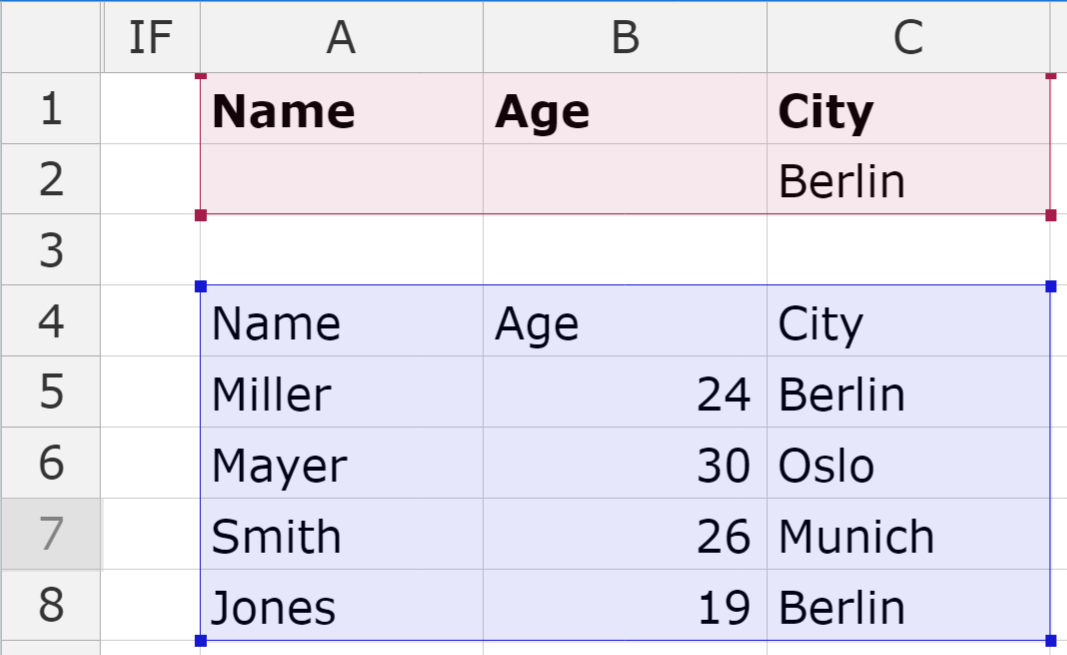 IF A B C
1 Name Age City
2 Berlin
3
4 Name Age City
5 Miller 24 Berlin
6 Mayer 30 Oslo
7 Smith 26 Munich
8 Jones 19 Berlin